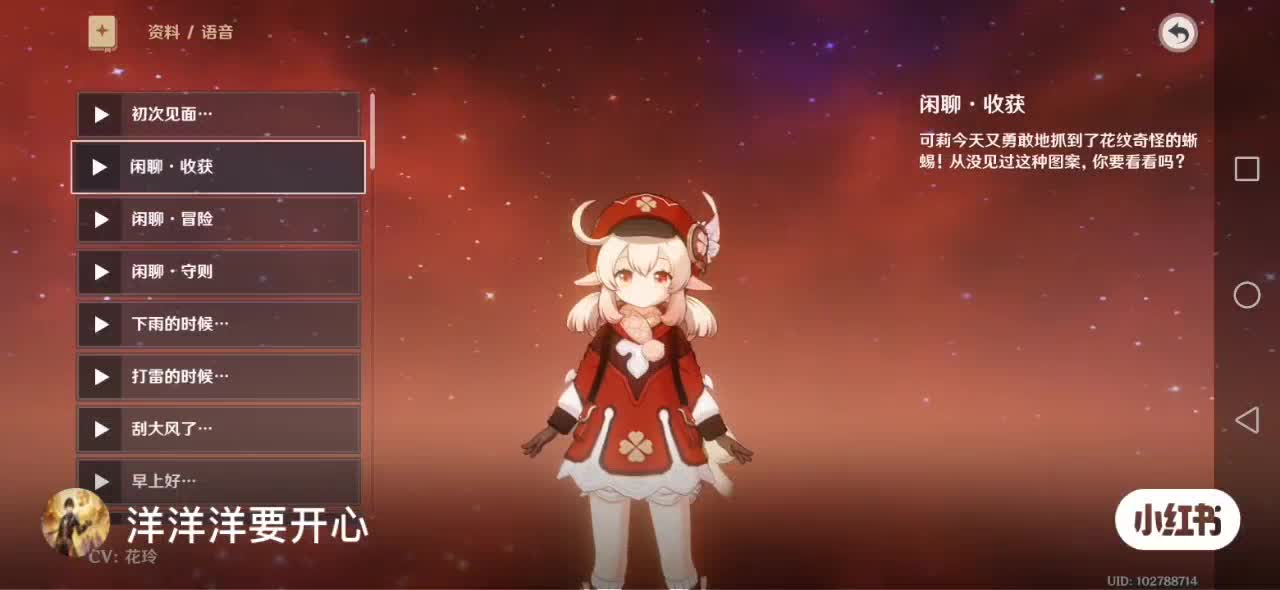 资料 / 语音
初次见面…
闲聊·收获
闲聊·冒险
闲聊·守则
下雨的时候…
打雷的时候…
刮大风了…
早上好…
洋洋洋要开心
CV: 花玲
闲聊·收获
可莉今天又勇敢地抓到了花纹奇怪的蜥
蜴！从没见过这种图案，你要看看吗？
小红书
UID: 102788714